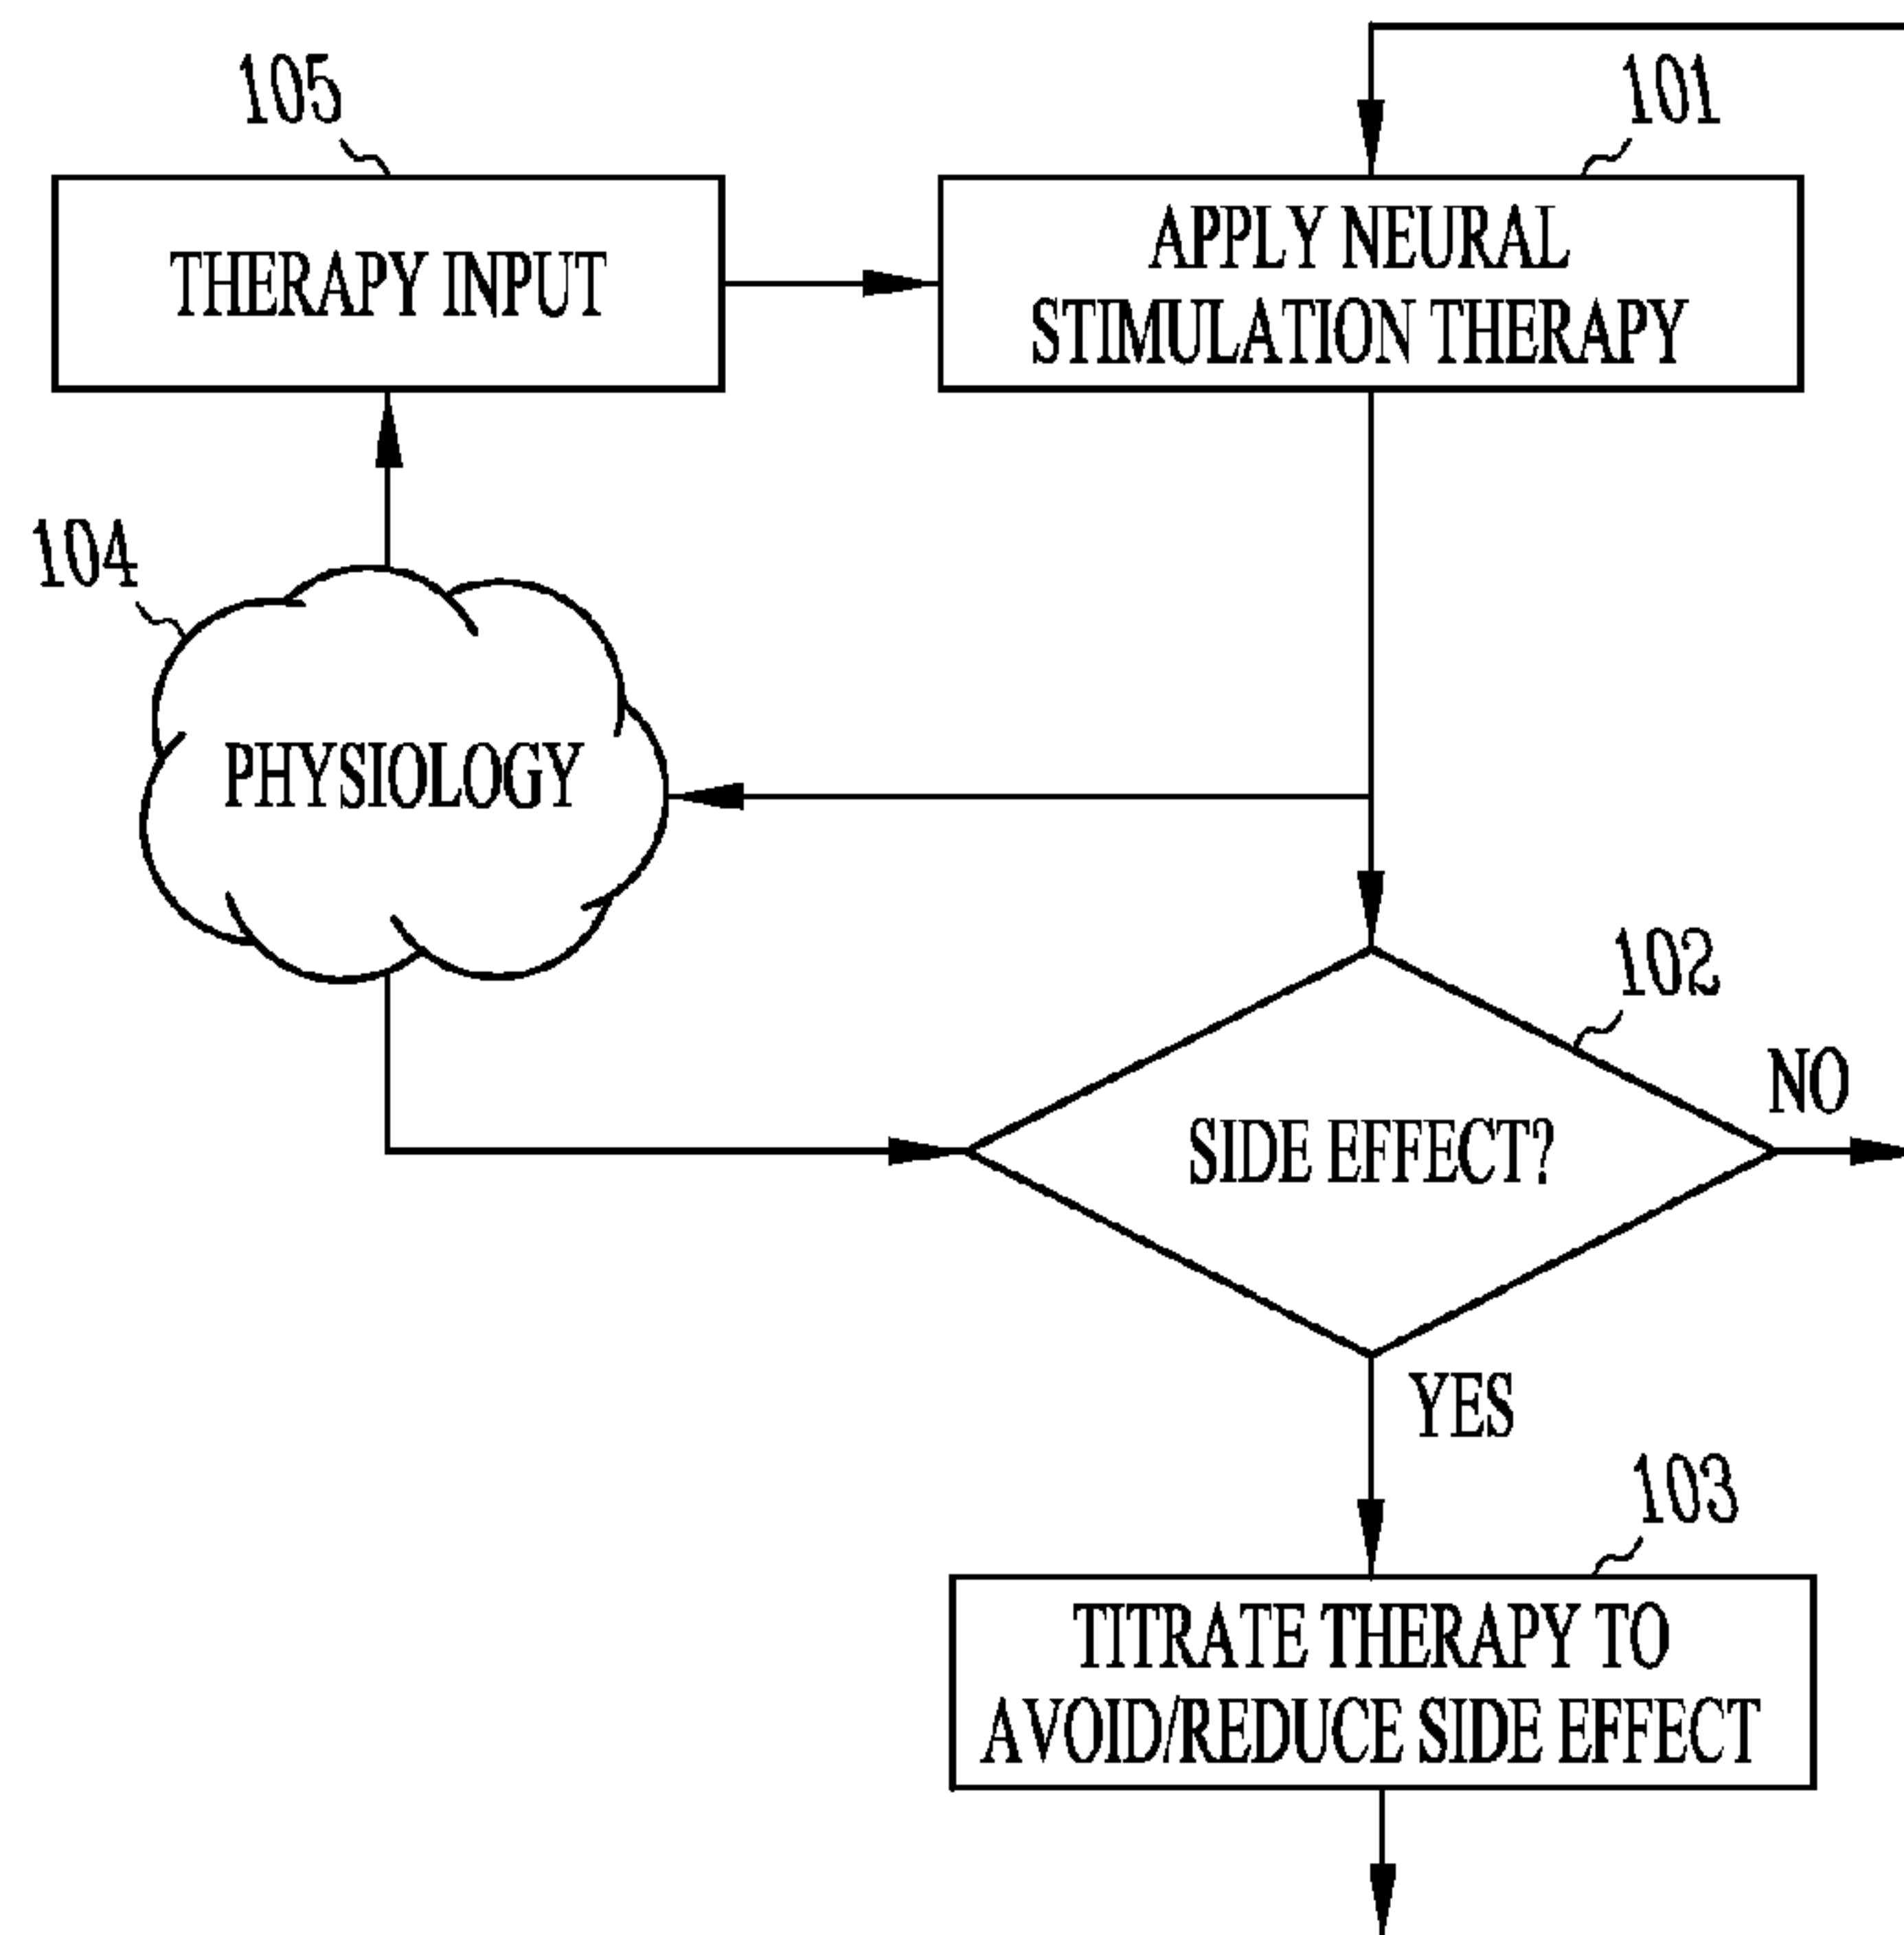 105
101
THERAPY INPUT
APPLY NEURAL
STIMULATION THERAPY
104
PHYSIOLOGY
102
NO
SIDE EFFECT?
YES
103
TITRATE THERAPY TO
AVOID/REDUCE SIDE EFFECT